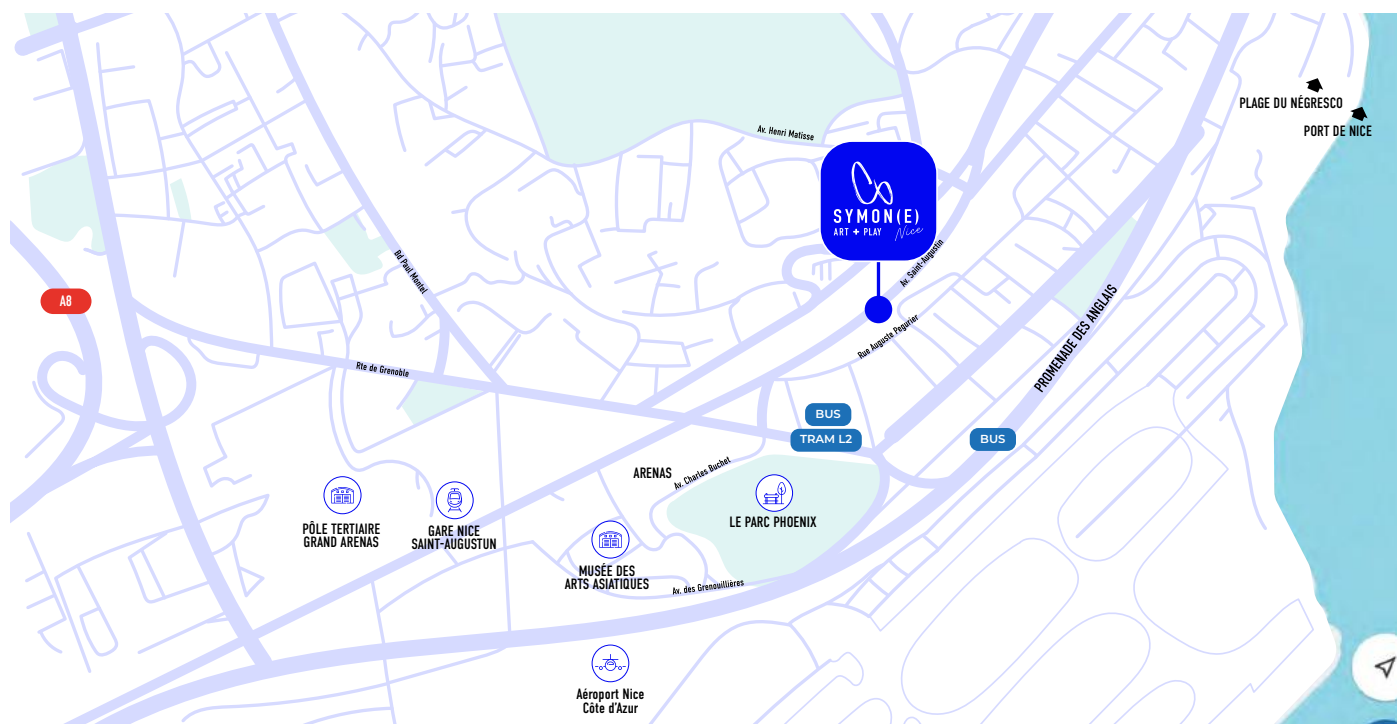 PLAGE DU NÉGRESCO
PORT DE NICE
Av. Henri Matisse
SYMON(E)
ART + PLAY Nice
Av. Saint-Augustin
Bd Paul Montel
A8
PROMENADE DES ANGLAIS
Rue Auguste Pegurier
Rte de Grenoble
BUS
TRAM L2
BUS
ARENAS
Av. Charles Buchet
LE PARC PHOENIX
PÔLE TERTIAIRE
GRAND ARENAS
GARE NICE
SAINT-AUGUSTUN
MUSÉE DES
ARTS ASIATIQUES
Av. des Grenouillières
Aéroport Nice
Côte d'Azur